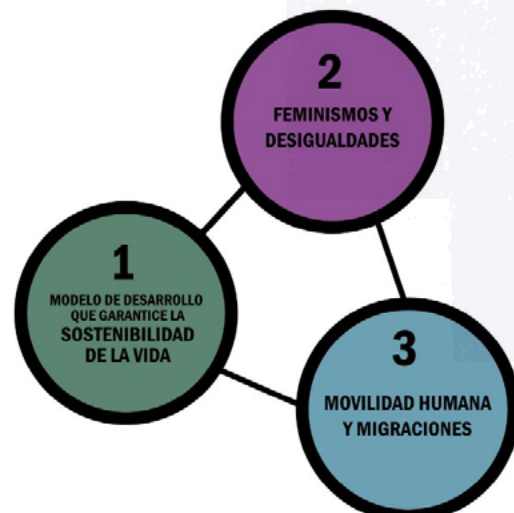 1
MODELO DE DESARROLLO
QUE GARANTICE LA
SOSTENIBILIDAD
DE LA VIDA
2
FEMINISMOS Y
DESIGUALDADES
3
MOVILIDAD HUMANA
Y MIGRACIONES